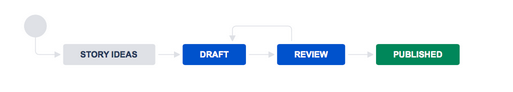 STORY IDEAS
DRAFT
REVIEW
PUBLISHED